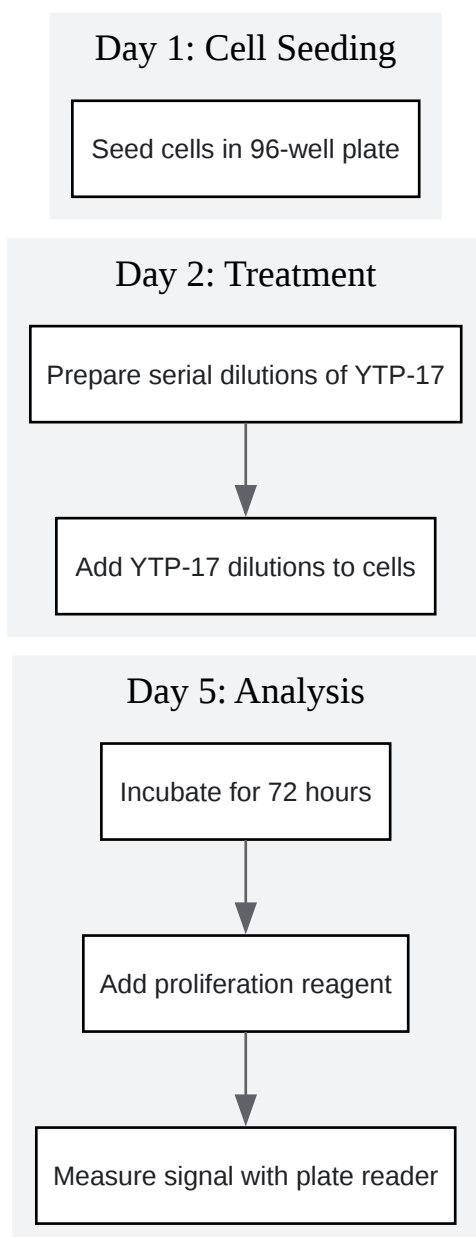 Day 1: Cell Seeding
Seed cells in 96-well plate
Day 2: Treatment
Prepare serial dilutions of YTP-17
Add YTP-17 dilutions to cells
Day 5: Analysis
Incubate for 72 hours
Add proliferation reagent
Measure signal with plate reader